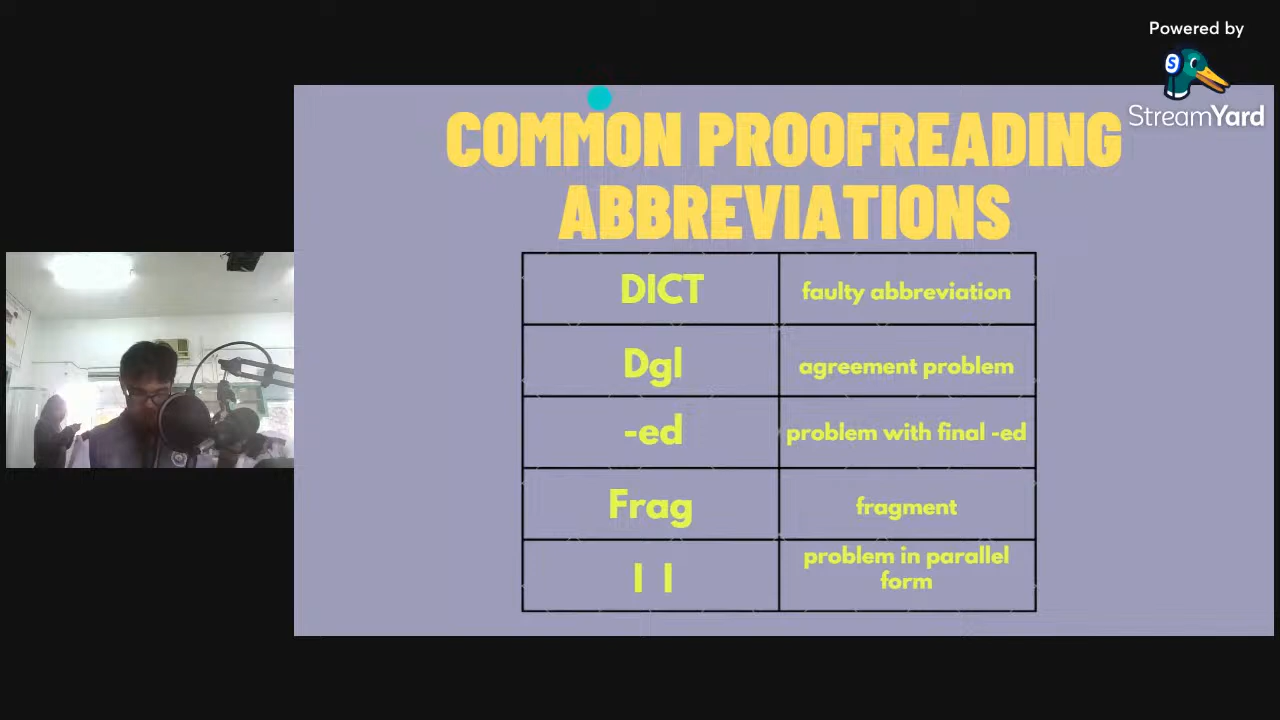 Powered by
StreamYard
COMMON PROOFREADING
ABBREVIATIONS
DICT
faulty abbreviation
Dgl
agreement problem
-ed
problem with final -ed
Frag
fragment
| |
problem in parallel
form